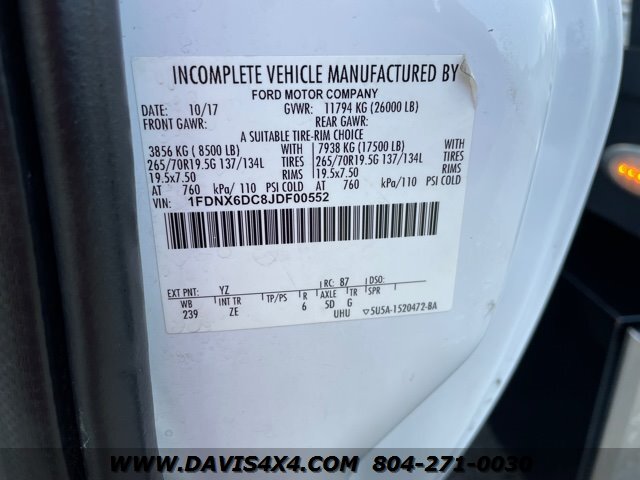 INCOMPLETE VEHICLE MANUFACTURED BY
FORD MOTOR COMPANY
DATE: 10/17 GVWR: 11794 KG (26000 LB)
FRONT GAWR: REAR GAWR:
A SUITABLE TIRE-RIM CHOICE
3856 KG ( 8500 LB) WITH 7938 KG (17500 LB) WITH
265/70R19.5G 137/134L TIRES 265/70R19.5G 137/134L TIRES
19.5x7.50 RIMS 19.5x7.50 RIMS
AT 760 kPa/ 110 PSI COLD AT 760 kPa/110 PSI COLD
VIN: 1FDNX6DC8JDF00552
EXT PNT: YZ RC: 87 DSO:
WB INT TR TP/PS R AXLE TR SPR
239 ZE 6 5D G
UHU ▽5U5A-1520472-BA
WWW.DAVIS4X4.COM 804-271-0030